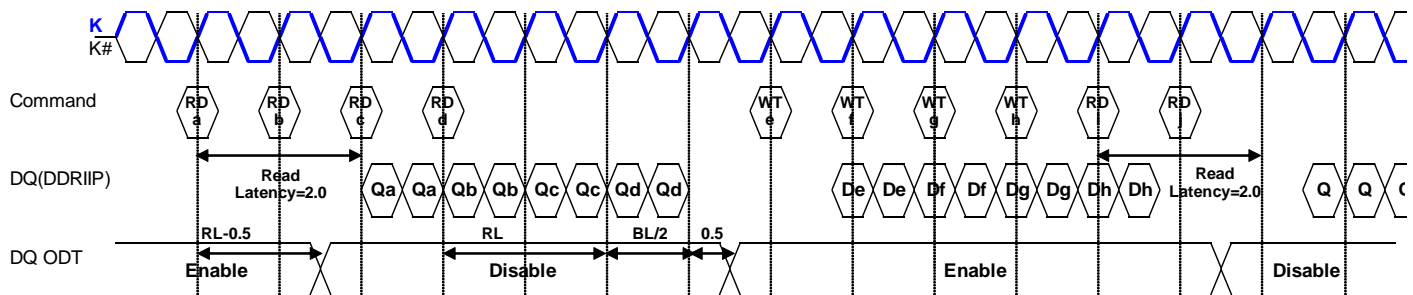 K
K#
Command
RD a
RD b
RD c
RD d
WT e
WT f
WT g
WT h
RD i
RD j
Read
Latency=2.0
DQ(DDRIIP)
Qa Qa Qb Qb Qc Qc Qd Qd
De De Df Df Dg Dg Dh Dh
Read
Latency=2.0
Q Q
DQ ODT
RL-0.5
RL
BL/2
0.5
Enable
Disable
Enable
Disable